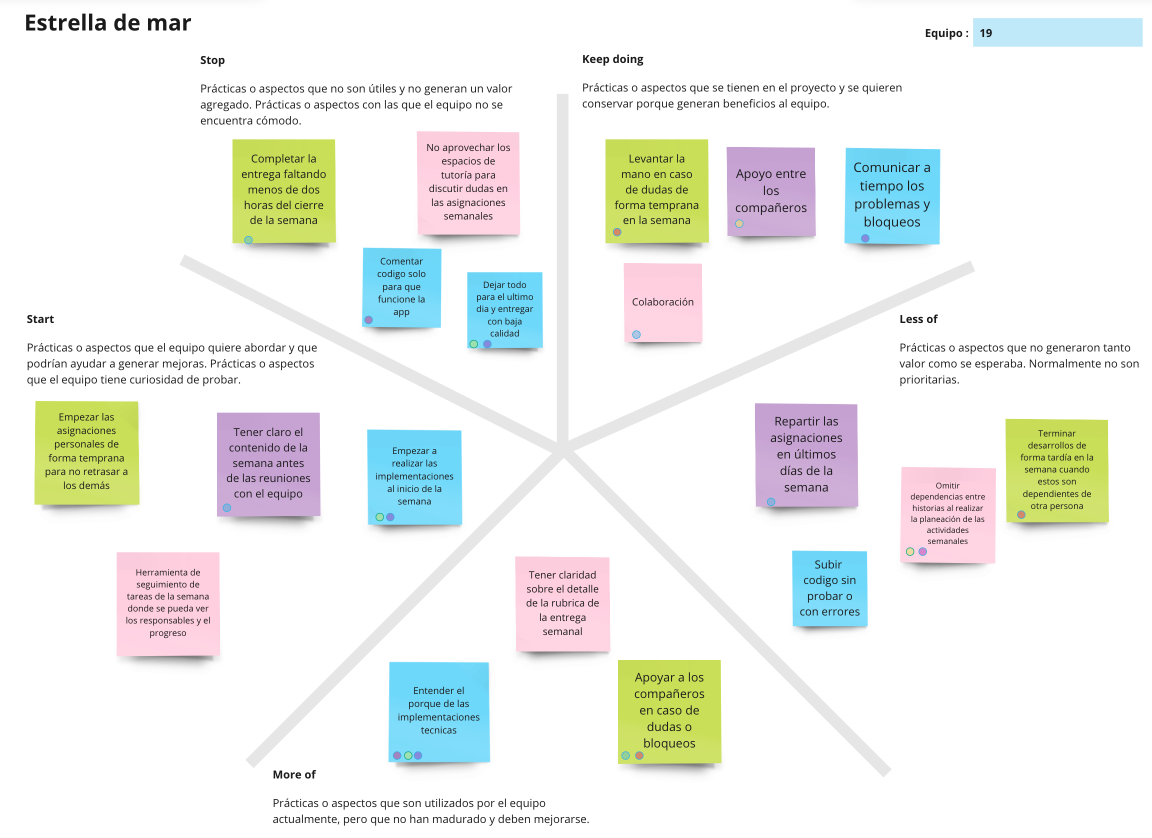 Estrella de mar
Equipo :
19
Stop
Prácticas o aspectos que no son útiles y no generan un valor
agregado. Prácticas o aspectos con las que el equipo no se
encuentra cómodo.
Completar la
entrega faltando
menos de dos
horas del cierre
de la semana
No aprovechar los
espacios de
tutoría para
discutir dudas en
las asignaciones
semanales
Comentar
codigo solo
para que
funcione la
app
Dejar todo
para el ultimo
dia y entregar
con baja
calidad
Keep doing
Prácticas o aspectos que se tienen en el proyecto y se quieren
conservar porque generan beneficios al equipo.
Levantar la
mano en caso
de dudas de
forma temprana
en la semana
Apoyo entre
los
compañeros
Comunicar a
tiempo los
problemas y
bloqueos
Colaboración
Start
Prácticas o aspectos que el equipo quiere abordar y que
podrían ayudar a generar mejoras. Prácticas o aspectos
que el equipo tiene curiosidad de probar.
Empezar las
asignaciones
personales de
forma temprana
para no retrasar a
los demás
Tener claro el
contenido de la
semana antes
de las reuniones
con el equipo
Empezar a
realizar las
implementaciones
al inicio de la
semana
Herramienta de
seguimiento de
tareas de la semana
donde se pueda ver
los responsables y el
progreso
Less of
Prácticas o aspectos que no generaron tanto
valor como se esperaba. Normalmente no son
prioritarias.
Repartir las
asignaciones
en últimos
días de la
semana
Omitir
dependencias entre
historias al realizar
la planeación de las
actividades
semanales
Terminar
desarrollos de
forma tardía en la
semana cuando
estos son
dependientes de
otra persona
Subir
codigo sin
probar o
con errores
Tener claridad
sobre el detalle
de la rubrica de
la entrega
semanal
Entender el
porque de las
implementaciones
tecnicas
Apoyar a los
compañeros
en caso de
dudas o
bloqueos
More of
Prácticas o aspectos que son utilizados por el equipo
actualmente, pero que no han madurado y deben mejorarse.